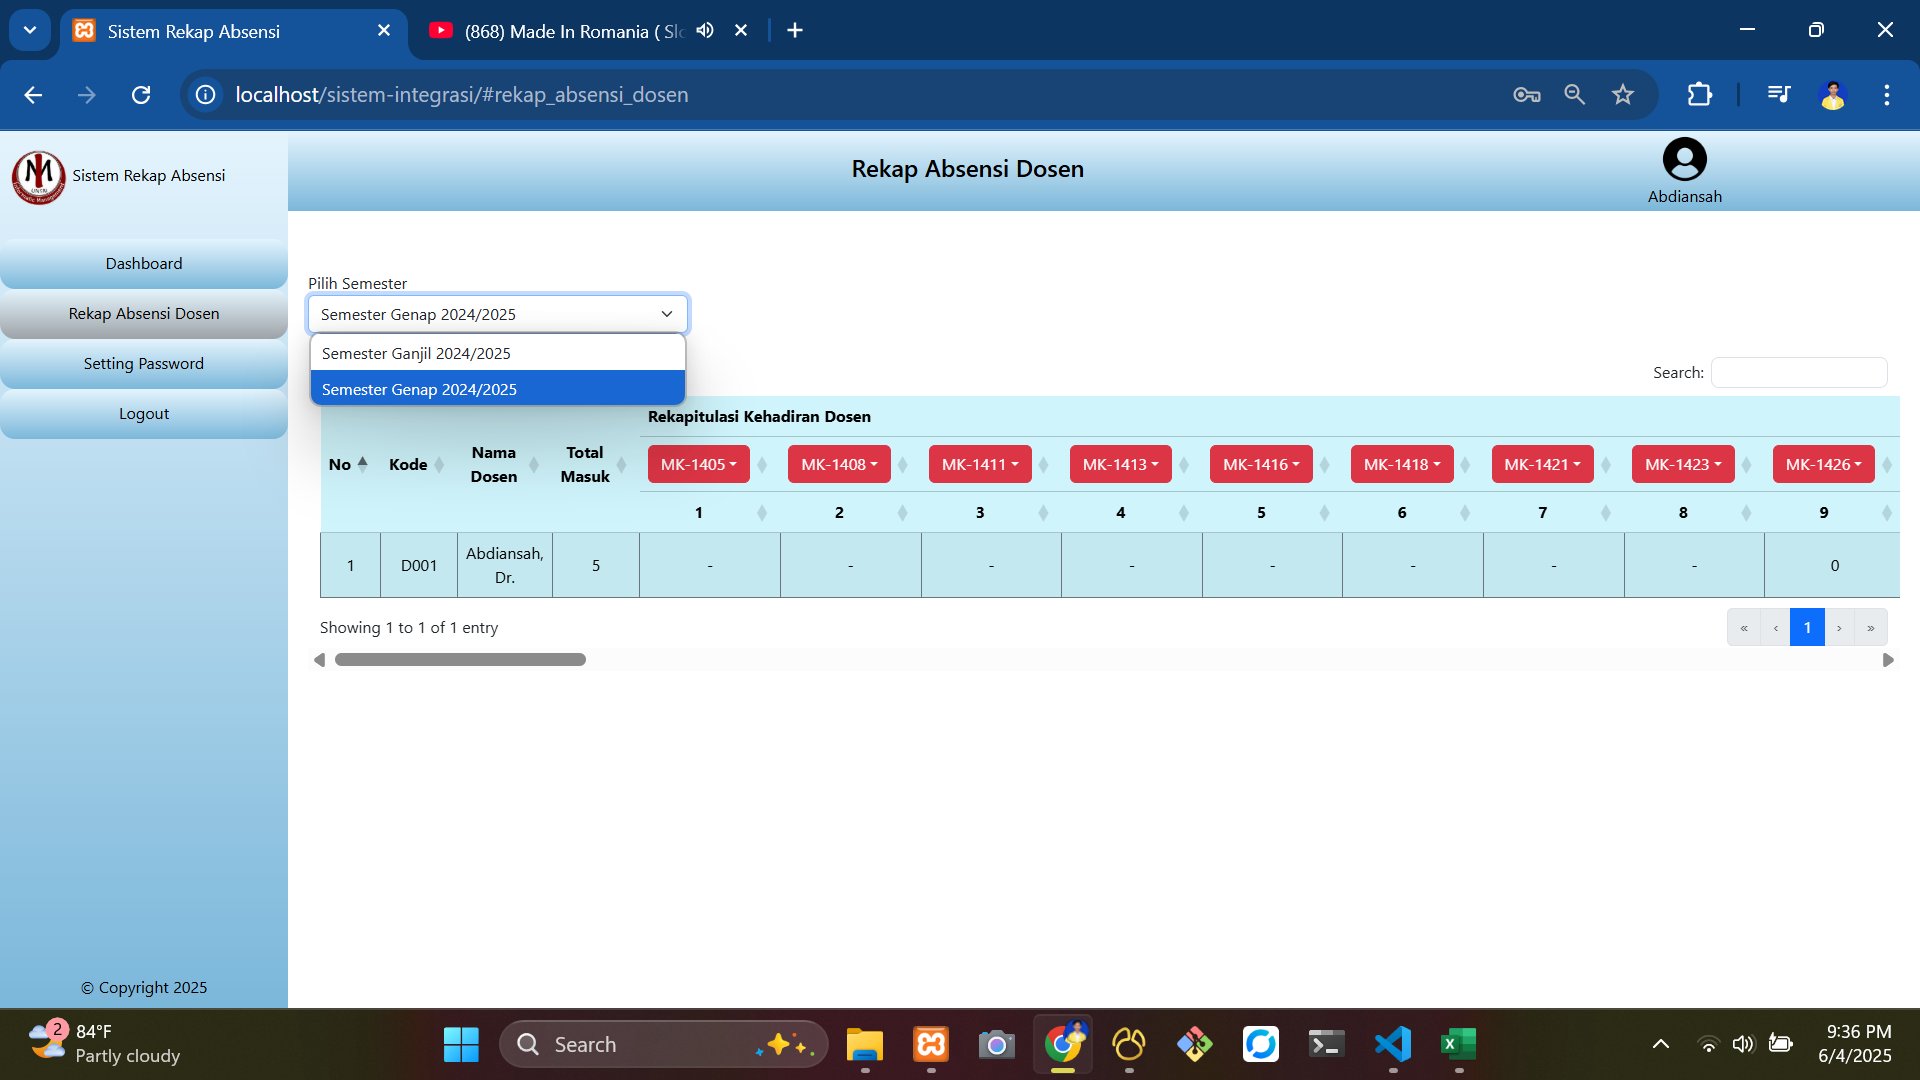 Sistem Rekap Absensi
(868) Made In Romania ( Slo
localhost/sistem-integrasi/#rekap_absensi_dosen
Sistem Rekap Absensi
Rekap Absensi Dosen
Abdiansah
Dashboard
Rekap Absensi Dosen
Setting Password
Logout
Pilih Semester
Semester Genap 2024/2025
Semester Ganjil 2024/2025
Semester Genap 2024/2025
Search:
Rekapitulasi Kehadiran Dosen
No Kode Nama Dosen Total Masuk MK-1405 MK-1408 MK-1411 MK-1413 MK-1416 MK-1418 MK-1421 MK-1423 MK-1426
1 2 3 4 5 6 7 8 9
1 D001 Abdiansah, Dr. 5 - - - - - - - - 0
Showing 1 to 1 of 1 entry
« ‹ 1 › »
© Copyright 2025
2
84°F
Partly cloudy
Search
9:36 PM
6/4/2025